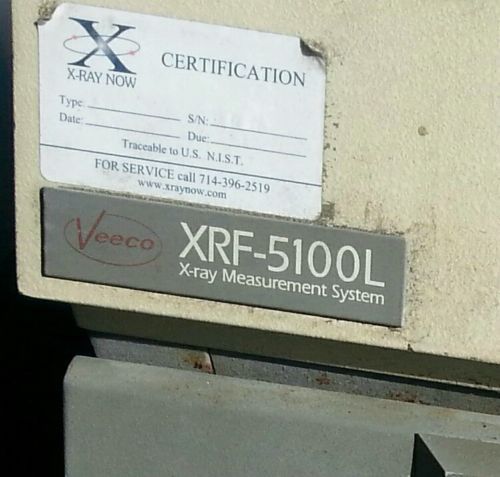 X
X-RAY NOW
CERTIFICATION
Type: S/N:
Date: Due:
Traceable to U.S. N.I.S.T.
FOR SERVICE call 714-396-2519
www.xraynow.com
Veeco
XRF-5100L
X-ray Measurement System